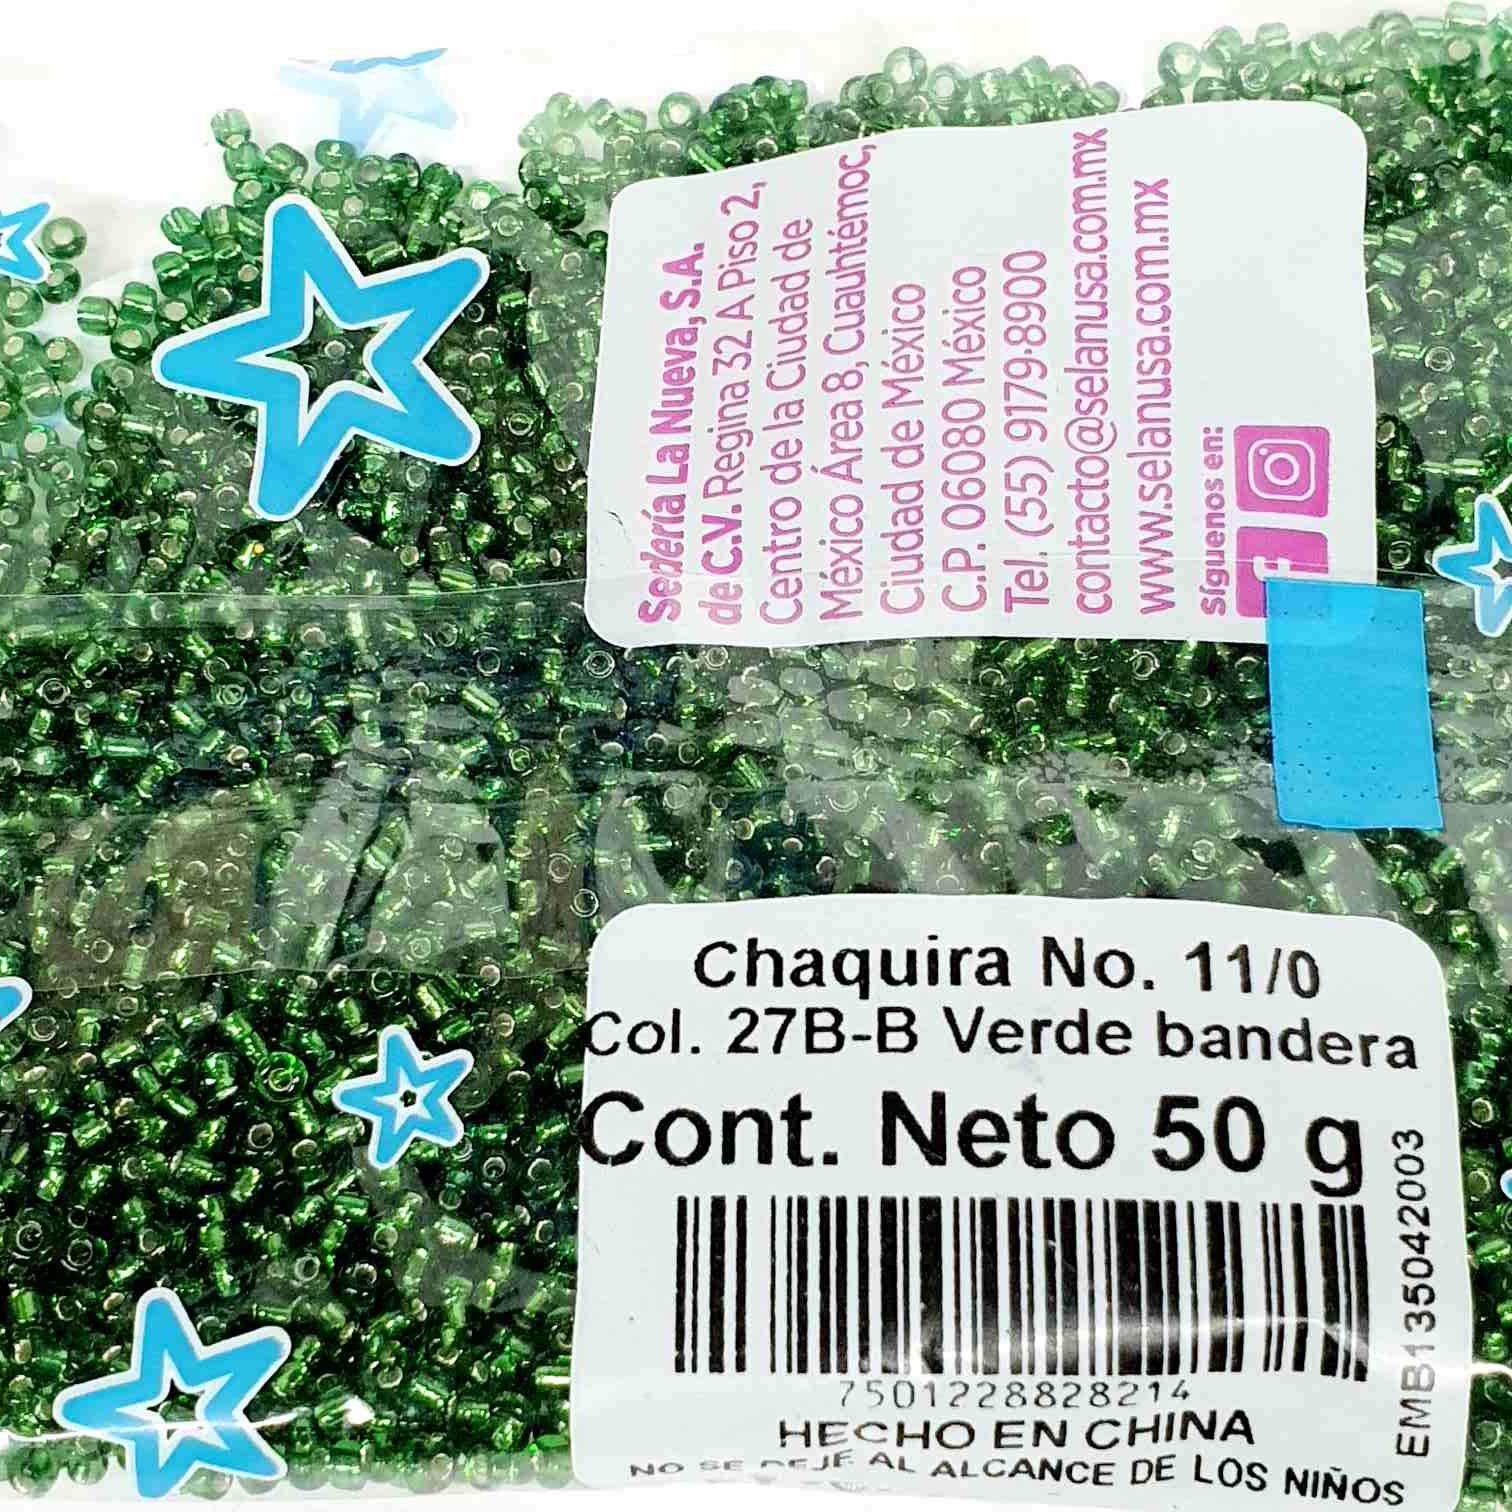 Sedería La Nueva, S.A.
de C.V. Regina 32 A Piso 2,
Centro de la Ciudad de
México Área 8, Cuauhtémoc,
Ciudad de México
C.P. 06080 México
Tel. (55) 9179-8900
contacto@selanusa.com.mx
www.selanusa.com.mx
Síguenos en:
Chaquira No. 11/0
Col. 27B-B Verde bandera
Cont. Neto 50 g
7501228828214
HECHO EN CHINA
NO SE DEJE AL ALCANCE DE LOS NIÑOS
EMB135042003